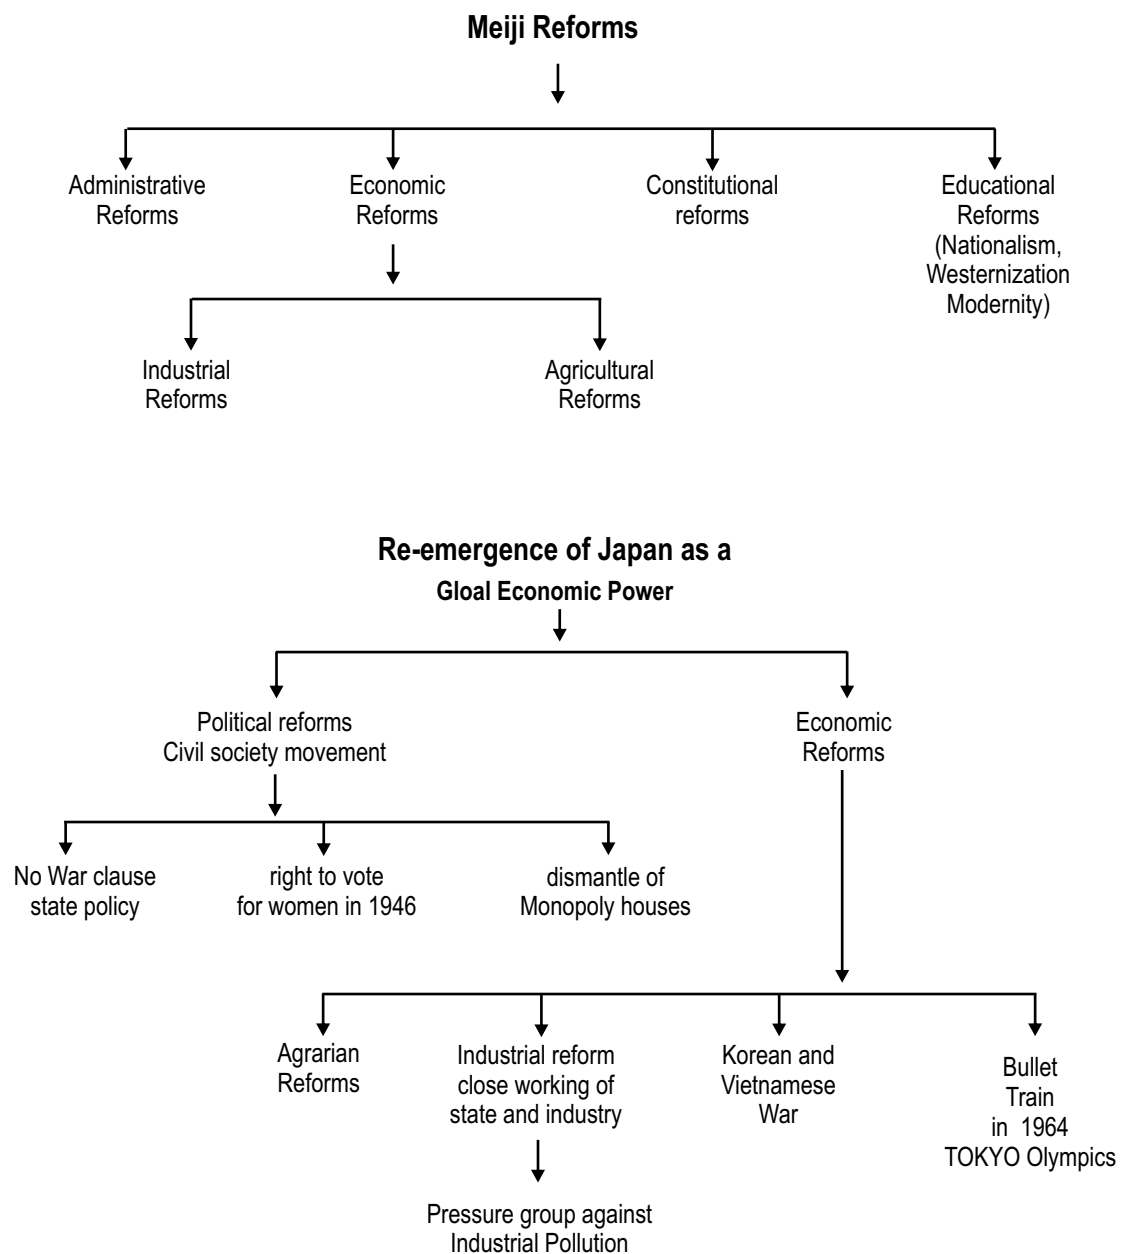 Meiji Reforms
Administrative
Reforms
Economic
Reforms
Constitutional
reforms
Educational
Reforms
(Nationalism,
Westernization
Modernity)
Industrial
Reforms
Agricultural
Reforms
Re-emergence of Japan as a
Gloal Economic Power
Political reforms
Civil society movement
Economic
Reforms
No War clause
state policy
right to vote
for women in 1946
dismantle of
Monopoly houses
Agrarian
Reforms
Industrial reform
close working of
state and industry
Korean and
Vietnamese
War
Bullet
Train
in 1964
TOKYO Olympics
Pressure group against
Industrial Pollution